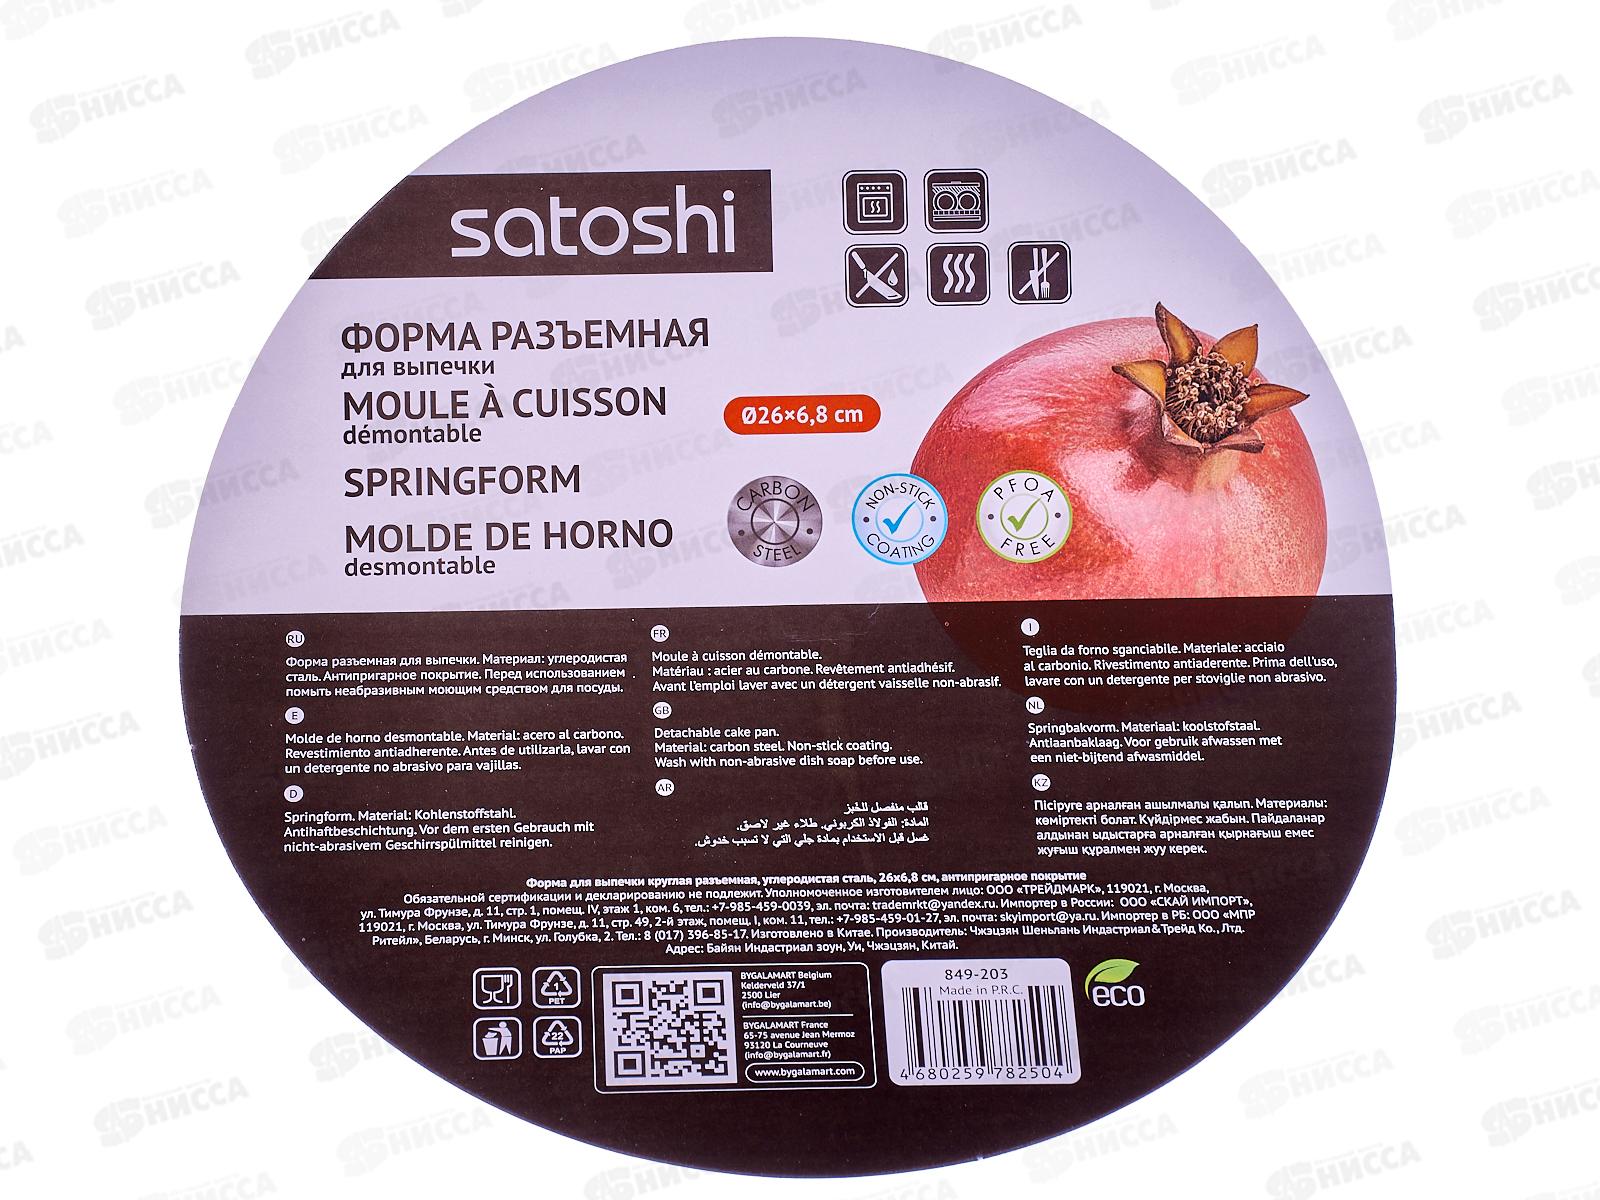 satoshi
ФОРМА РАЗЪЕМНАЯ
для выпечки
MOULE À CUISSON
démontable
SPRINGFORM
MOLDE DE HORNO
desmontable
Ø26×6,8 cm
CARBON STEEL
NON-STICK COATING
PFOA FREE
RU
Форма разъемная для выпечки. Материал: углеродистая
сталь. Антипригарное покрытие. Перед использованием
помыть неабразивным моющим средством для посуды.
E
Molde de horno desmontable. Material: acero al carbono.
Revestimiento antiadherente. Antes de utilizarla, lavar con
un detergente no abrasivo para vajillas.
D
Springform. Material: Kohlenstoffstahl.
Antihaftbeschichtung. Vor dem ersten Gebrauch mit
nicht-abrasivem Geschirrspülmittel reinigen.
FR
Moule à cuisson démontable.
Matériau : acier au carbone. Revêtement antiadhésif.
Avant l'emploi laver avec un détergent vaisselle non-abrasif.
GB
Detachable cake pan.
Material: carbon steel. Non-stick coating.
Wash with non-abrasive dish soap before use.
AR
قالب منفصل للخبز
المادة: الفولاذ الكربوني. طلاء غير لاصق.
غسل قبل الاستخدام بمادة جلي التي لا تسبب خدوش.
I
Teglia da forno sganciabile. Materiale: acciaio
al carbonio. Rivestimento antiaderente. Prima dell'uso,
lavare con un detergente per stoviglie non abrasivo.
NL
Springbakvorm. Materiaal: koolstofstaal.
Antiaanbaklaag. Voor gebruik afwassen met
een niet-bijtend afwasmiddel.
KZ
Пісіруге арналған ашылмалы қалып. Материалы:
көміртекті болат. Күйдірмес жабын. Пайдаланар
алдынан ыдыстарға арналған қырнағыш емес
жуғыш құралмен жуу керек.
Форма для выпечки круглая разъемная, углеродистая сталь, 26x6,8 см, антипригарное покрытие
Обязательной сертификации и декларированию не подлежит. Уполномоченное изготовителем лицо: ООО «ТРЕЙДМАРК», 119021, г. Москва,
ул. Тимура Фрунзе, д. 11, стр. 1, помещ. IV, этаж 1, ком. 6, тел.: +7-985-459-0039, эл. почта: trademrkt@yandex.ru. Импортер в России: ООО «СКАЙ ИМПОРТ»,
119021, г. Москва, ул. Тимура Фрунзе, д. 11, стр. 49, 2-й этаж, помещ. I, ком. 11, тел.: +7-985-459-01-27, эл. почта: skyimport@ya.ru. Импортер в РБ: ООО «МПР
Ритейл», Беларусь, г. Минск, ул. Голубка, 2. Тел.: 8 (017) 396-85-17. Изготовлено в Китае. Производитель: Чжэцзян Шеньлань Индастриал&Трейд Ко., Лтд.
Адрес: Байян Индастриал зоун, Уи, Чжэцзян, Китай.
1
PET
22
PAP
BYGALAMART Belgium
Kelderveld 37/1
2500 Lier
(info@bygalamart.be)
BYGALAMART France
65-75 avenue Jean Mermoz
93120 La Courneuve
(info@bygalamart.fr)
www.bygalamart.com
849-203
Made in P.R.C.
4 680259 782504
eco
НИССА